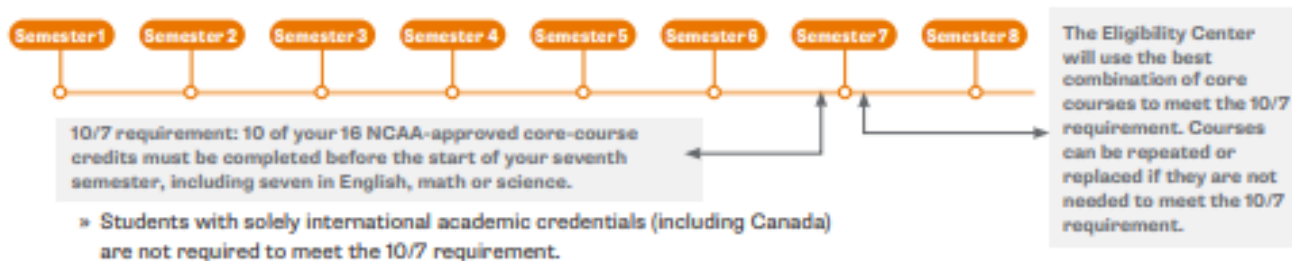 Semester 1 Semester 2 Semester 3 Semester 4 Semester 5 Semester 6 Semester 7 Semester 8
10/7 requirement: 10 of your 16 NCAA-approved core-course
credits must be completed before the start of your seventh
semester, including seven in English, math or science.
» Students with solely international academic credentials (including Canada)
are not required to meet the 10/7 requirement.
The Eligibility Center
will use the best
combination of core
courses to meet the 10/7
requirement. Courses
can be repeated or
replaced if they are not
needed to meet the 10/7
requirement.